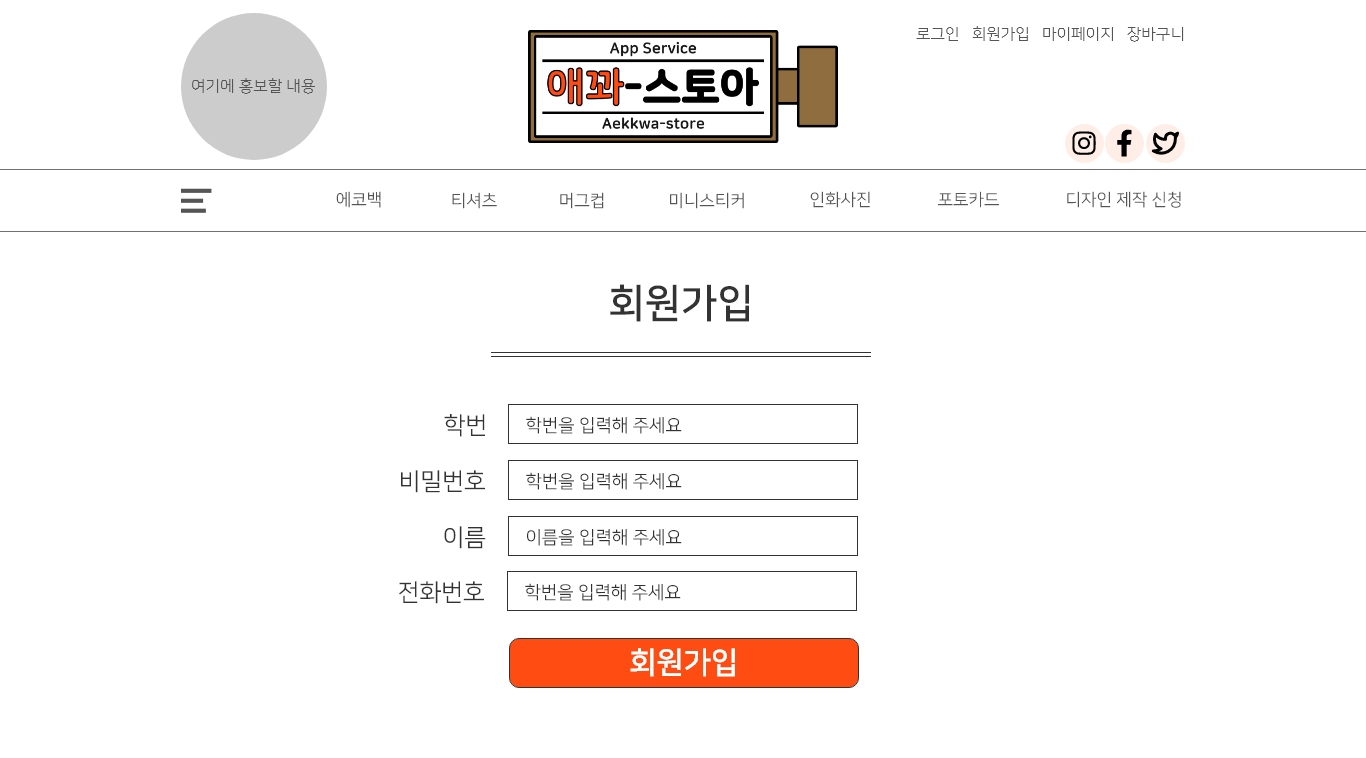 여기에 홍보할 내용
App Service
애꽈-스토아
Aekkwa-store
로그인 회원가입 마이페이지 장바구니
에코백 티셔츠 머그컵 미니스티커 인화사진 포토카드 디자인 제작 신청
회원가입
학번 학번을 입력해 주세요
비밀번호 학번을 입력해 주세요
이름 이름을 입력해 주세요
전화번호 학번을 입력해 주세요
회원가입